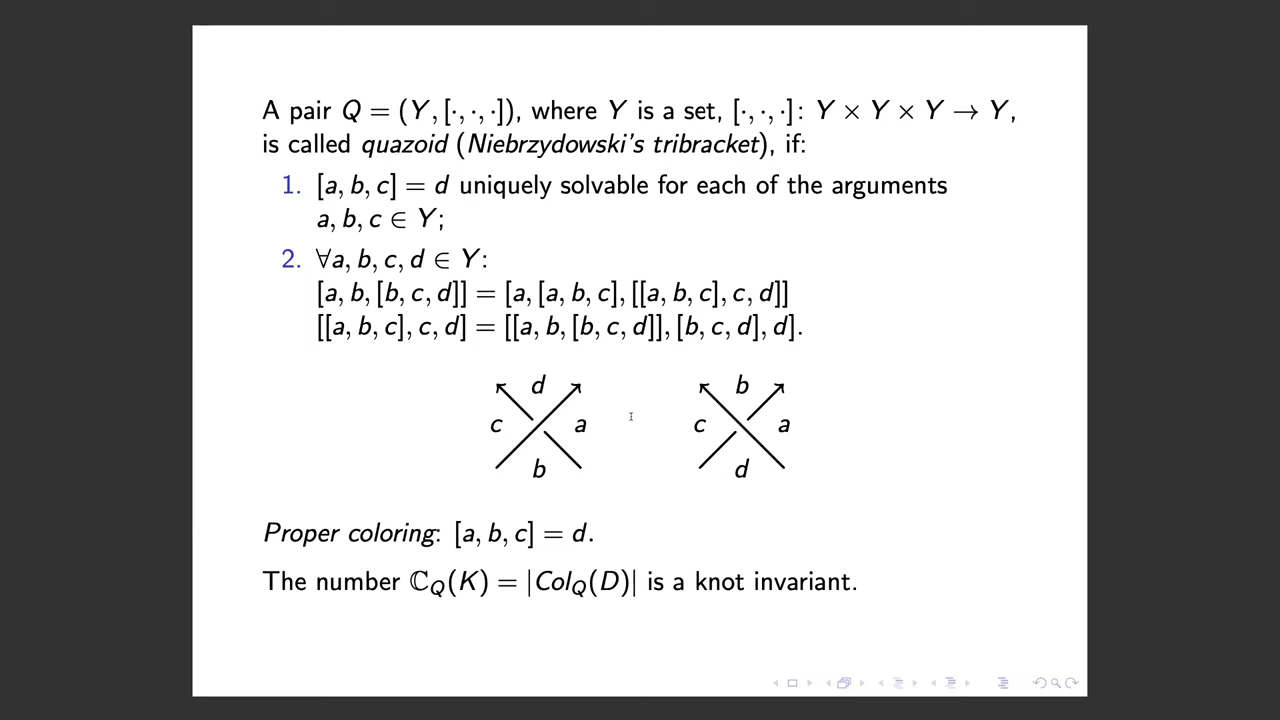 A pair Q = (Y, [·, ·, ·]), where Y is a set, [·, ·, ·]: Y × Y × Y → Y,
is called quazoid (Niebrzydowski's tribracket), if:
1. [a, b, c] = d uniquely solvable for each of the arguments
a, b, c ∈ Y;
2. ∀a, b, c, d ∈ Y:
[a, b, [b, c, d]] = [a, [a, b, c], [[a, b, c], c, d]]
[[a, b, c], c, d] = [[a, b, [b, c, d]], [b, c, d], d].
d b
c a c a
b d
Proper coloring: [a, b, c] = d.
The number ℂ_Q(K) = |Col_Q(D)| is a knot invariant.